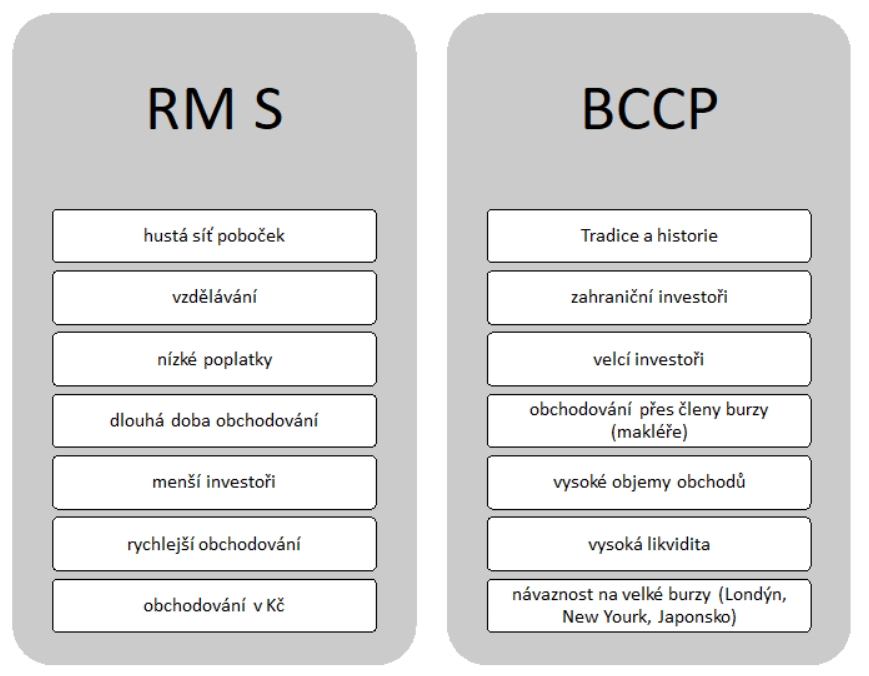 RM S
hustá síť poboček
vzdělávání
nízké poplatky
dlouhá doba obchodování
menší investoři
rychlejší obchodování
obchodování v Kč
BCCP
Tradice a historie
zahraniční investoři
velcí investoři
obchodování přes členy burzy
(makléře)
vysoké objemy obchodů
vysoká likvidita
návaznost na velké burzy (Londýn,
New Yourk, Japonsko)